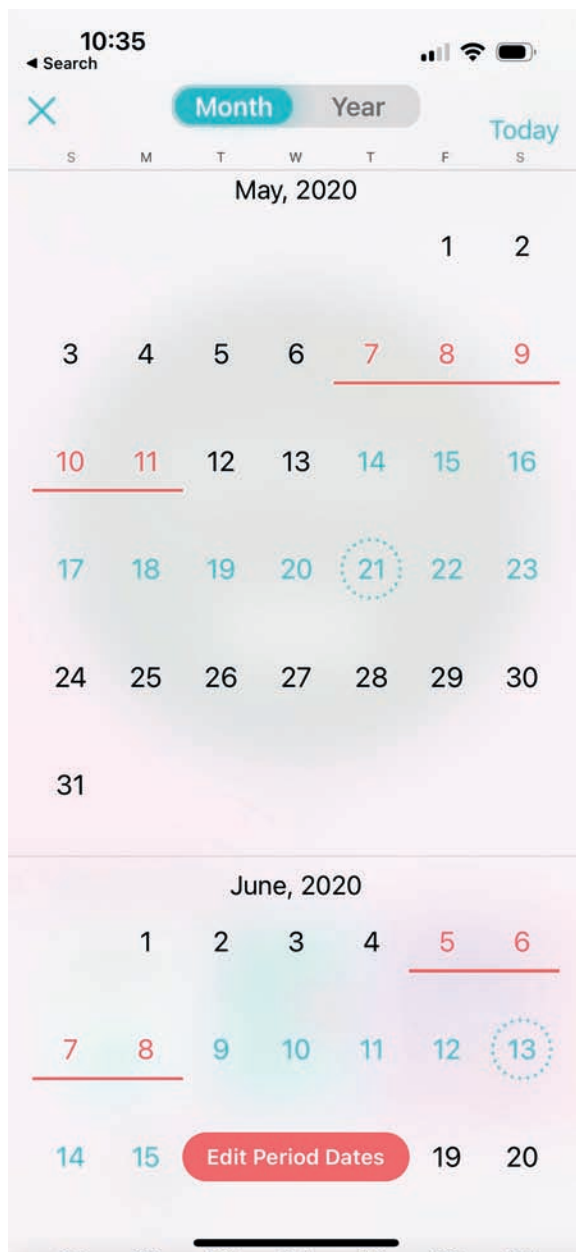 10:35
◀ Search
Month Year
Today
S M T W T F S
May, 2020
1 2
3 4 5 6 7 8 9
10 11 12 13 14 15 16
17 18 19 20 21 22 23
24 25 26 27 28 29 30
31
June, 2020
1 2 3 4 5 6
7 8 9 10 11 12 13
14 15 Edit Period Dates 19 20